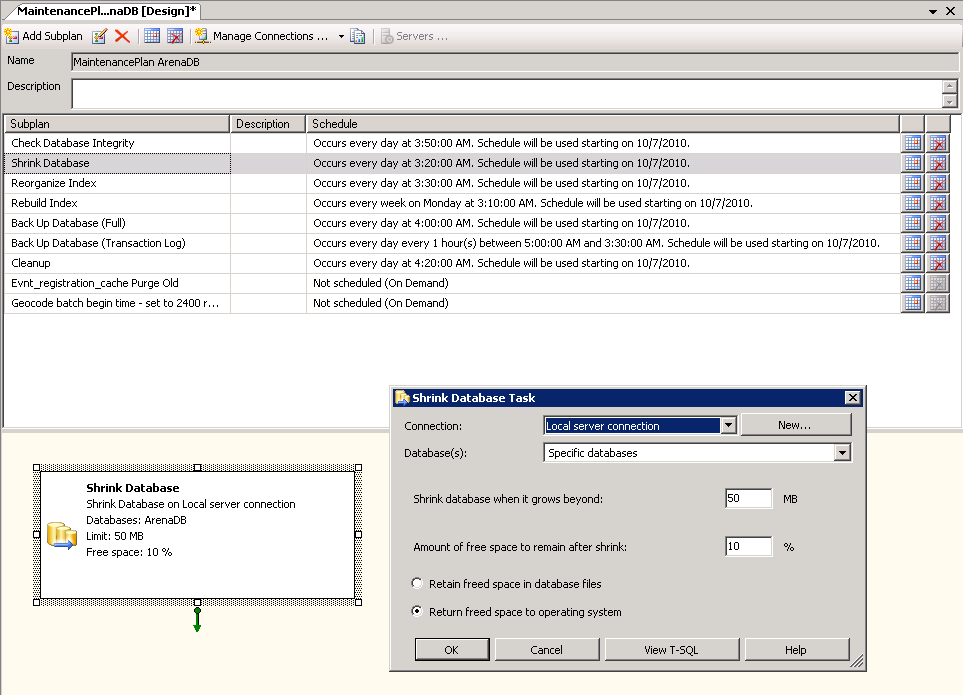 MaintenancePl...naDB [Design]*
Add Subplan Manage Connections ... Servers ...
Name MaintenancePlan ArenaDB
Description
Subplan Description Schedule
Check Database Integrity Occurs every day at 3:50:00 AM. Schedule will be used starting on 10/7/2010.
Shrink Database Occurs every day at 3:20:00 AM. Schedule will be used starting on 10/7/2010.
Reorganize Index Occurs every day at 3:30:00 AM. Schedule will be used starting on 10/7/2010.
Rebuild Index Occurs every week on Monday at 3:10:00 AM. Schedule will be used starting on 10/7/2010.
Back Up Database (Full) Occurs every day at 4:00:00 AM. Schedule will be used starting on 10/7/2010.
Back Up Database (Transaction Log) Occurs every day every 1 hour(s) between 5:00:00 AM and 3:30:00 AM. Schedule will be used starting on 10/7/2010.
Cleanup Occurs every day at 4:20:00 AM. Schedule will be used starting on 10/7/2010.
Evnt_registration_cache Purge Old Not scheduled (On Demand)
Geocode batch begin time - set to 2400 r... Not scheduled (On Demand)
Shrink Database
Shrink Database on Local server connection
Databases: ArenaDB
Limit: 50 MB
Free space: 10 %
Shrink Database Task
Connection: Local server connection New...
Database(s): Specific databases
Shrink database when it grows beyond: 50 MB
Amount of free space to remain after shrink: 10 %
Retain freed space in database files
Return freed space to operating system
OK Cancel View T-SQL Help